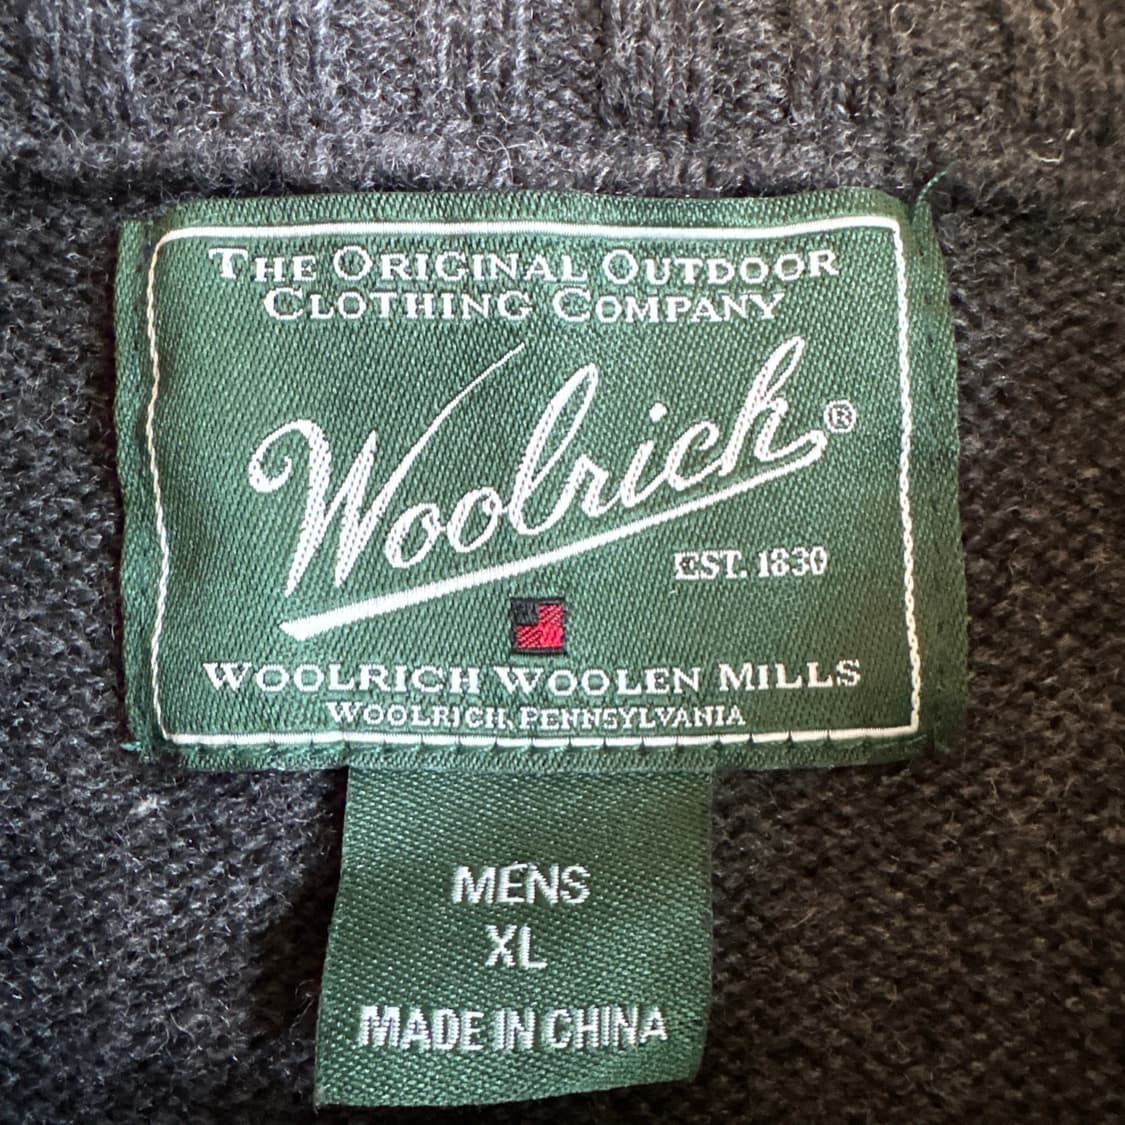 The Original Outdoor
Clothing Company
Woolrich®
EST. 1830
Woolrich Woolen Mills
Woolrich, Pennsylvania
MENS
XL
MADE IN CHINA